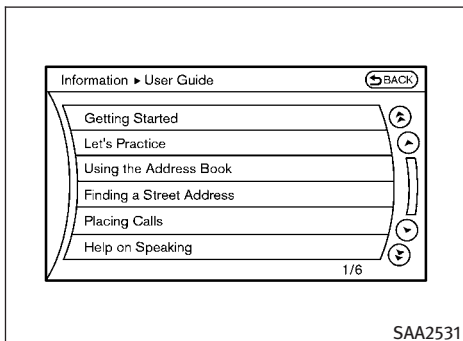 Information ▸ User Guide
BACK
Getting Started
Let's Practice
Using the Address Book
Finding a Street Address
Placing Calls
Help on Speaking
1/6
SAA2531